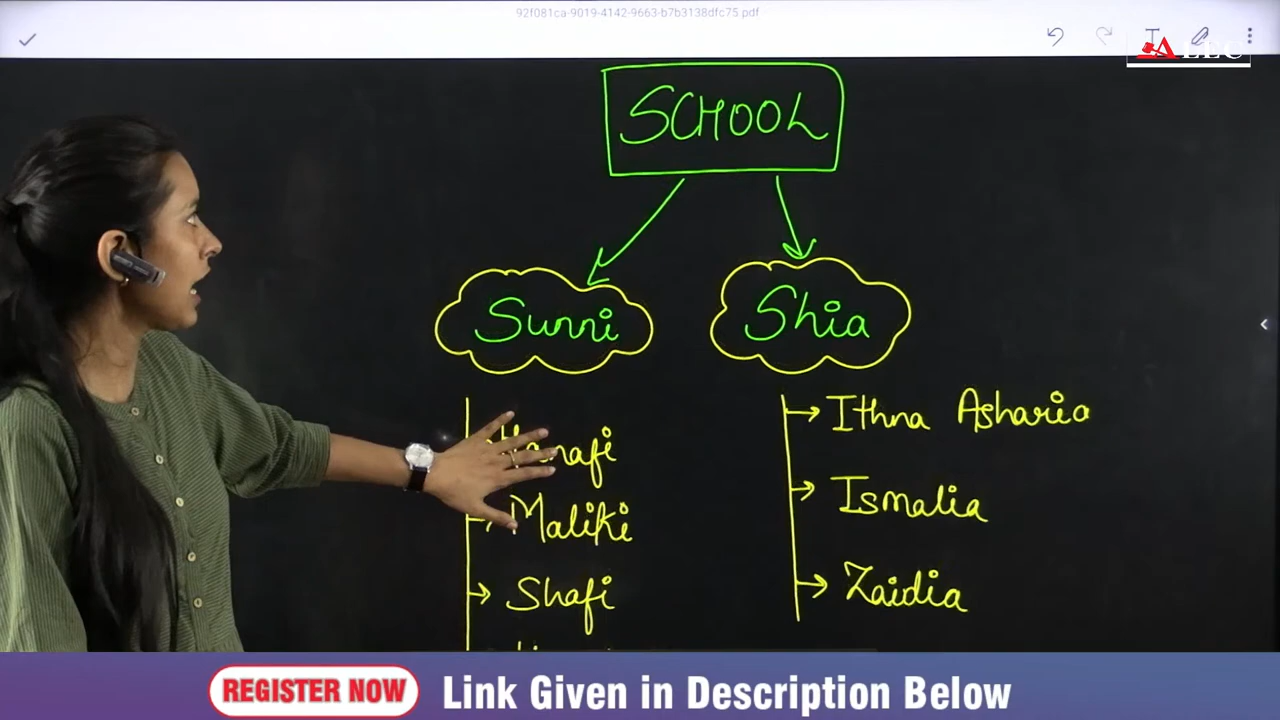 92f081ca-9019-4142-9663-b7b3138dfc75.pdf
SCHOOL
Sunni
Shia
Hanafi
Maliki
Shafi
Ithna Asharia
Ismalia
Zaidia
REGISTER NOW
Link Given in Description Below